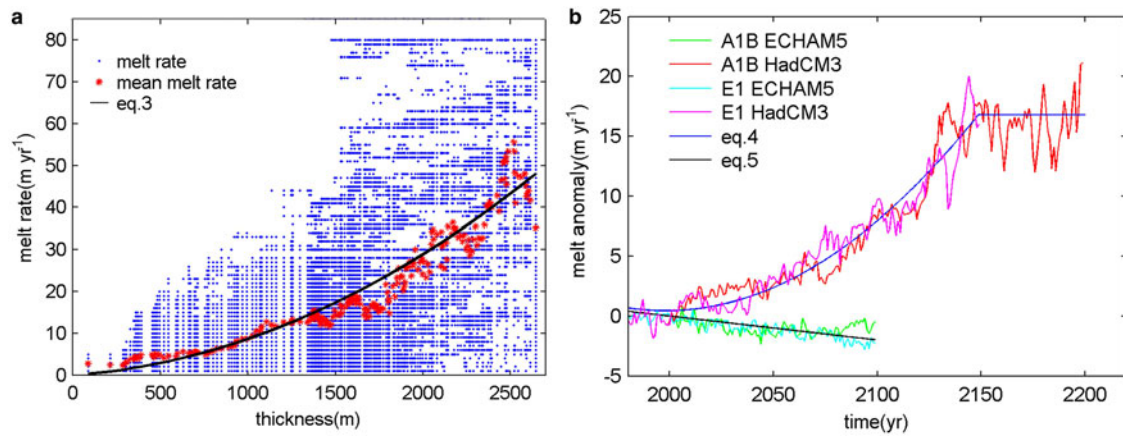 a
80
70
60
50
40
30
20
10
0
melt rate(m yr⁻¹)
melt rate
mean melt rate
eq.3
0 500 1000 1500 2000 2500
thickness(m)
b
25
20
15
10
5
0
-5
melt anomaly(m yr⁻¹)
A1B ECHAM5
A1B HadCM3
E1 ECHAM5
E1 HadCM3
eq.4
eq.5
2000 2050 2100 2150 2200
time(yr)